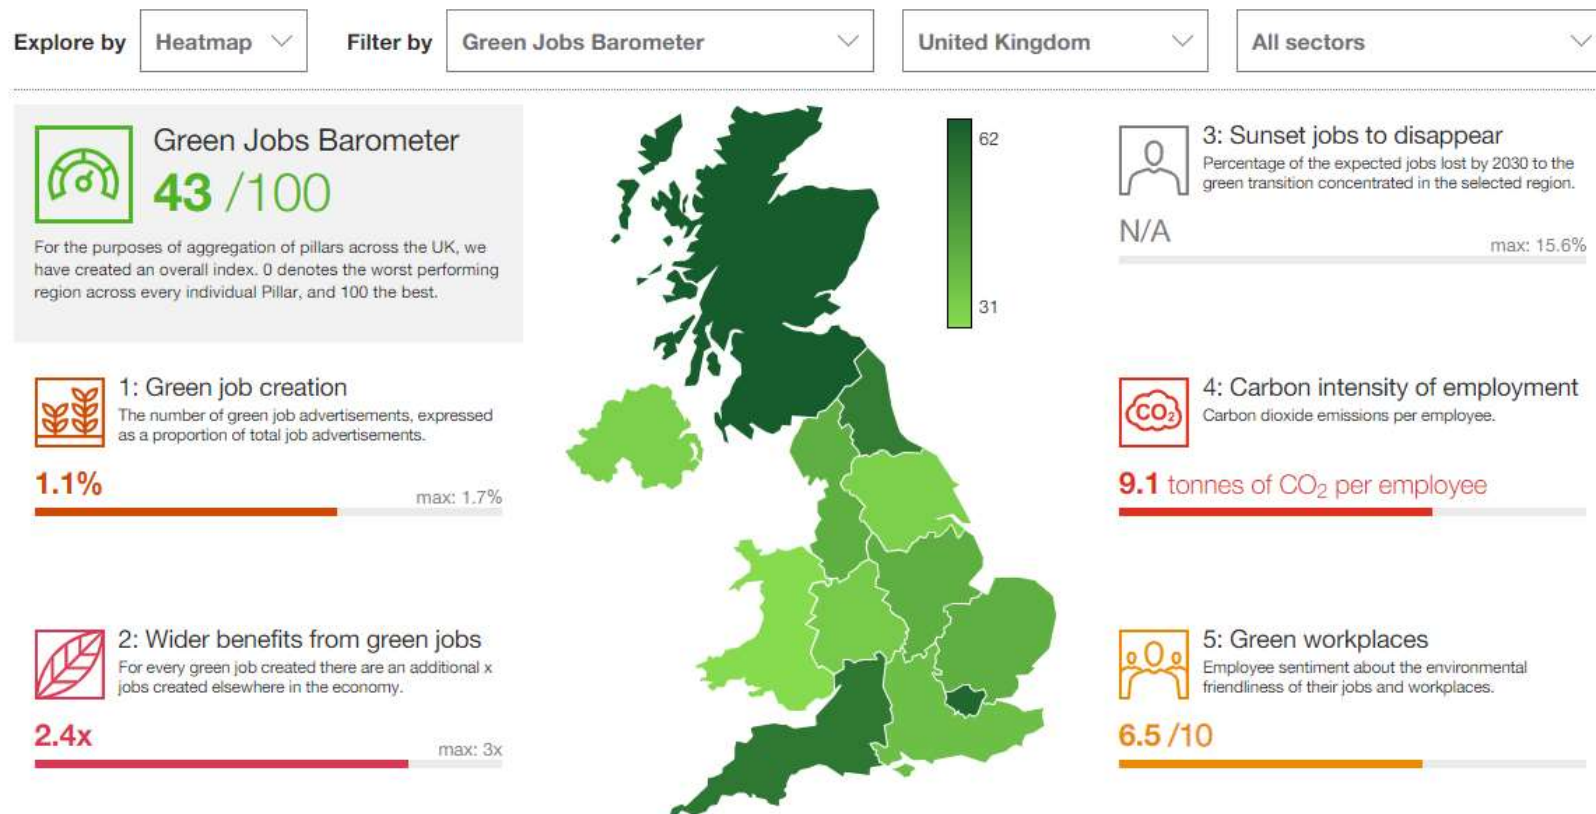 Explore by
Heatmap
Filter by
Green Jobs Barometer
United Kingdom
All sectors
Green Jobs Barometer
43 /100
For the purposes of aggregation of pillars across the UK, we
have created an overall index. 0 denotes the worst performing
region across every individual Pillar, and 100 the best.
1: Green job creation
The number of green job advertisements, expressed
as a proportion of total job advertisements.
1.1%
max: 1.7%
2: Wider benefits from green jobs
For every green job created there are an additional x
jobs created elsewhere in the economy.
2.4x
max: 3x
62
31
3: Sunset jobs to disappear
Percentage of the expected jobs lost by 2030 to the
green transition concentrated in the selected region.
N/A
max: 15.6%
CO₂
4: Carbon intensity of employment
Carbon dioxide emissions per employee.
9.1 tonnes of CO₂ per employee
5: Green workplaces
Employee sentiment about the environmental
friendliness of their jobs and workplaces.
6.5 /10